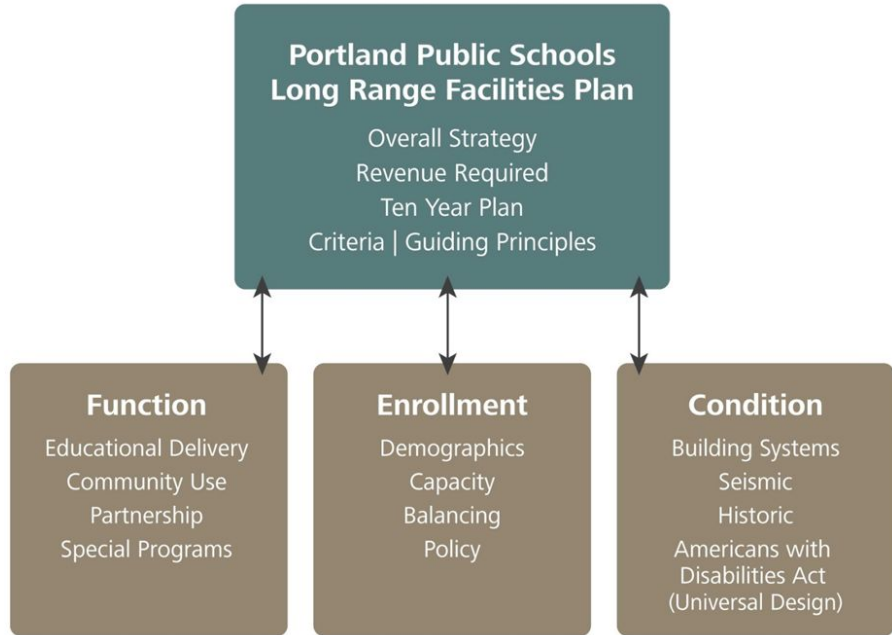 Portland Public Schools
Long Range Facilities Plan
Overall Strategy
Revenue Required
Ten Year Plan
Criteria | Guiding Principles
Function
Educational Delivery
Community Use
Partnership
Special Programs
Enrollment
Demographics
Capacity
Balancing
Policy
Condition
Building Systems
Seismic
Historic
Americans with
Disabilities Act
(Universal Design)